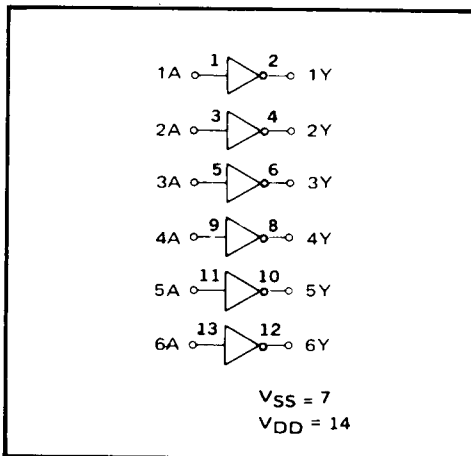 1A 1 2 1Y
2A 3 4 2Y
3A 5 6 3Y
4A 9 8 4Y
5A 11 10 5Y
6A 13 12 6Y
VSS = 7
VDD = 14